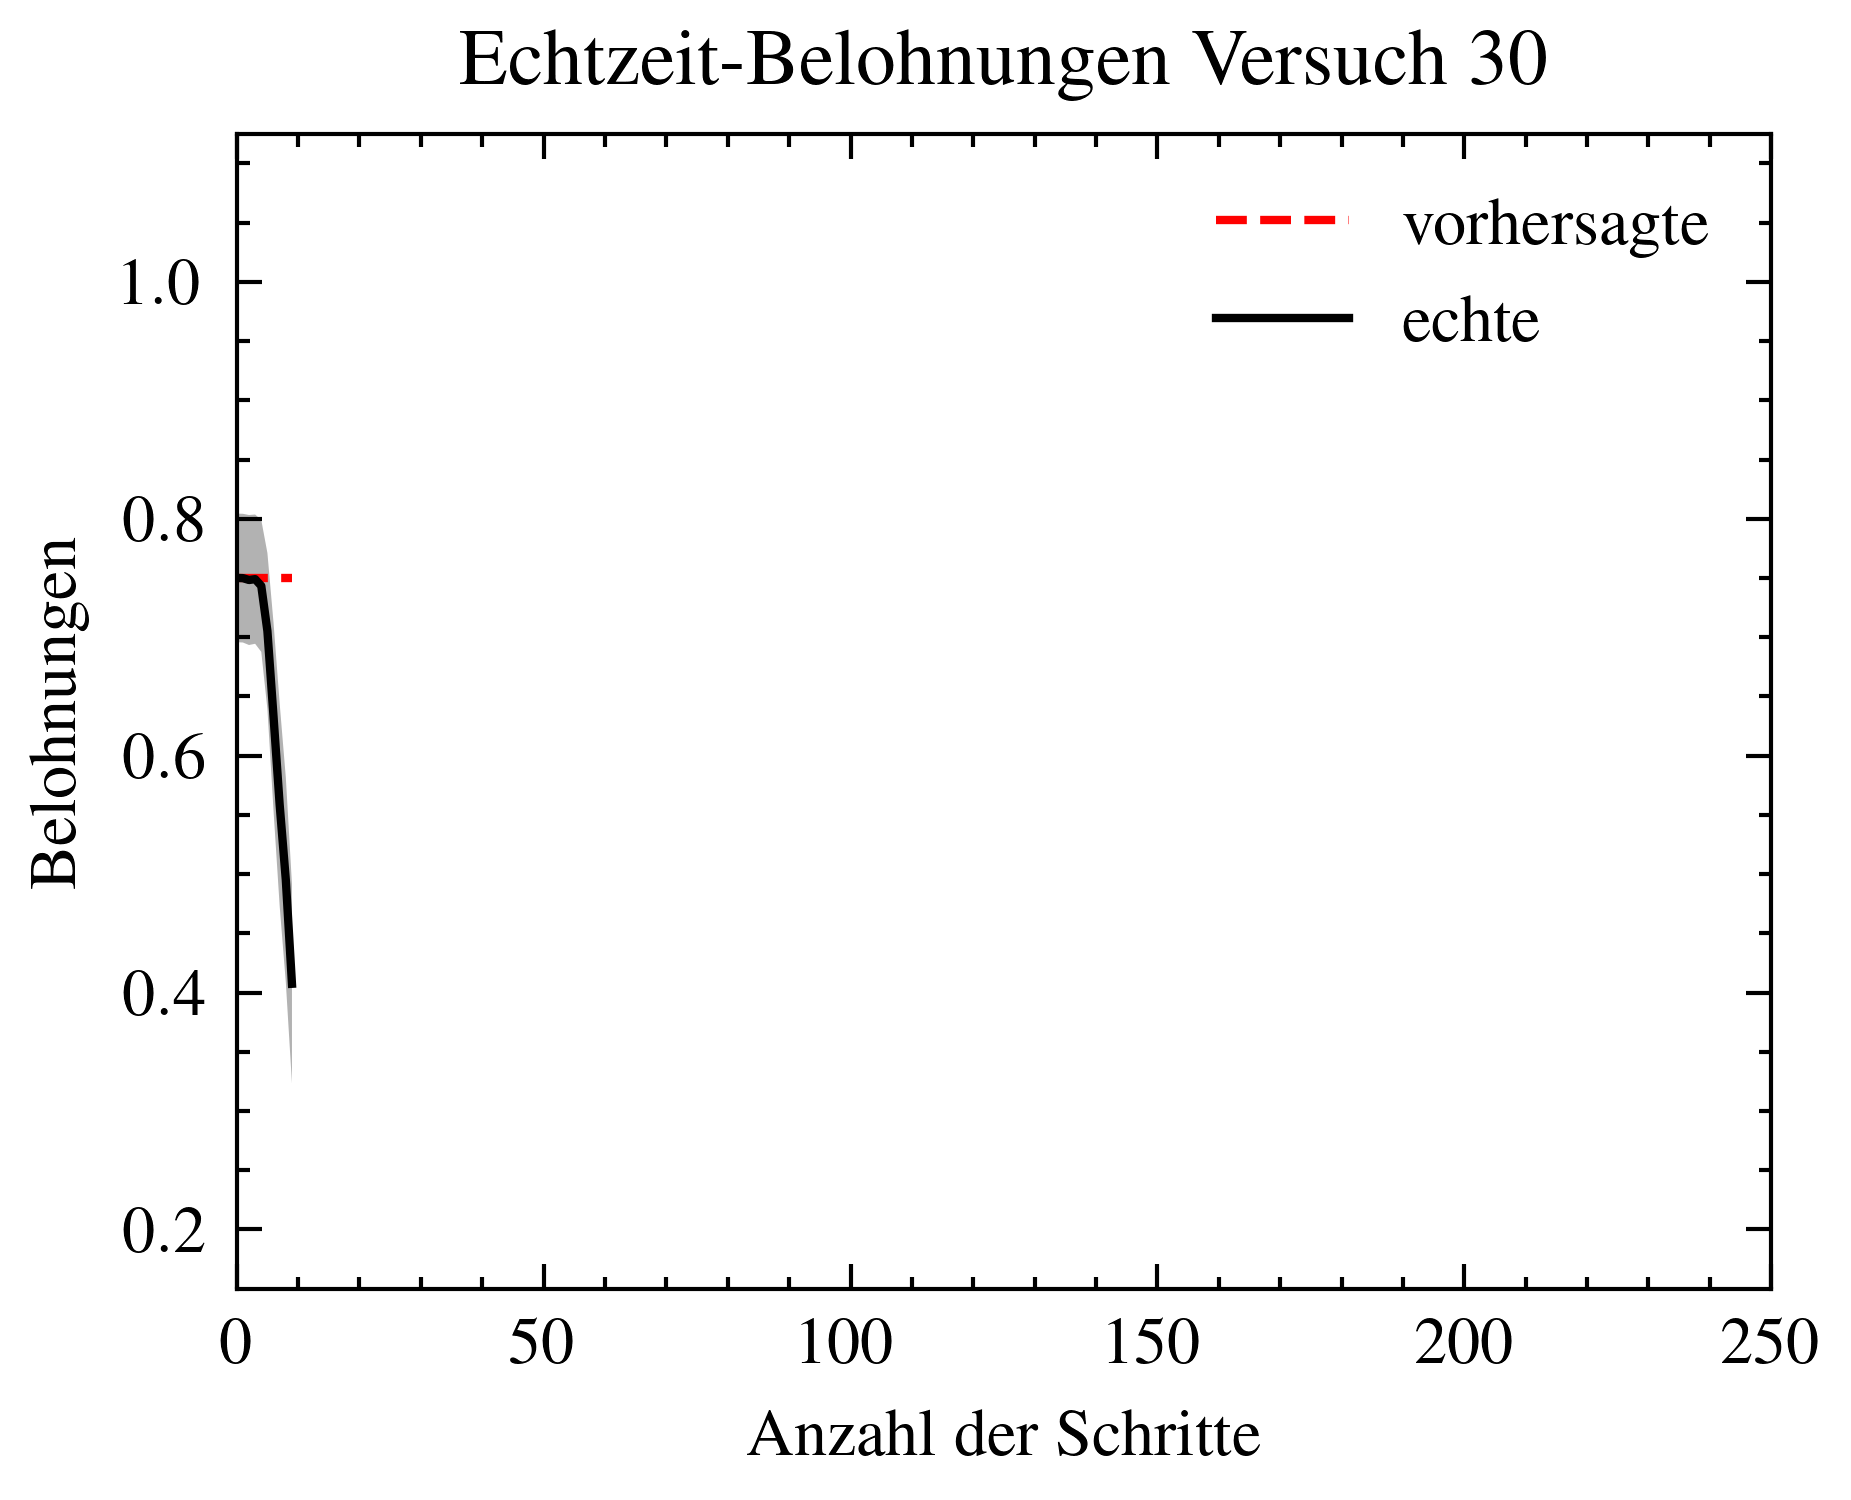 Echtzeit-Belohnungen Versuch 30
vorhersagte
echte
1.0
0.8
0.6
0.4
0.2
Belohnungen
0 50 100 150 200 250
Anzahl der Schritte